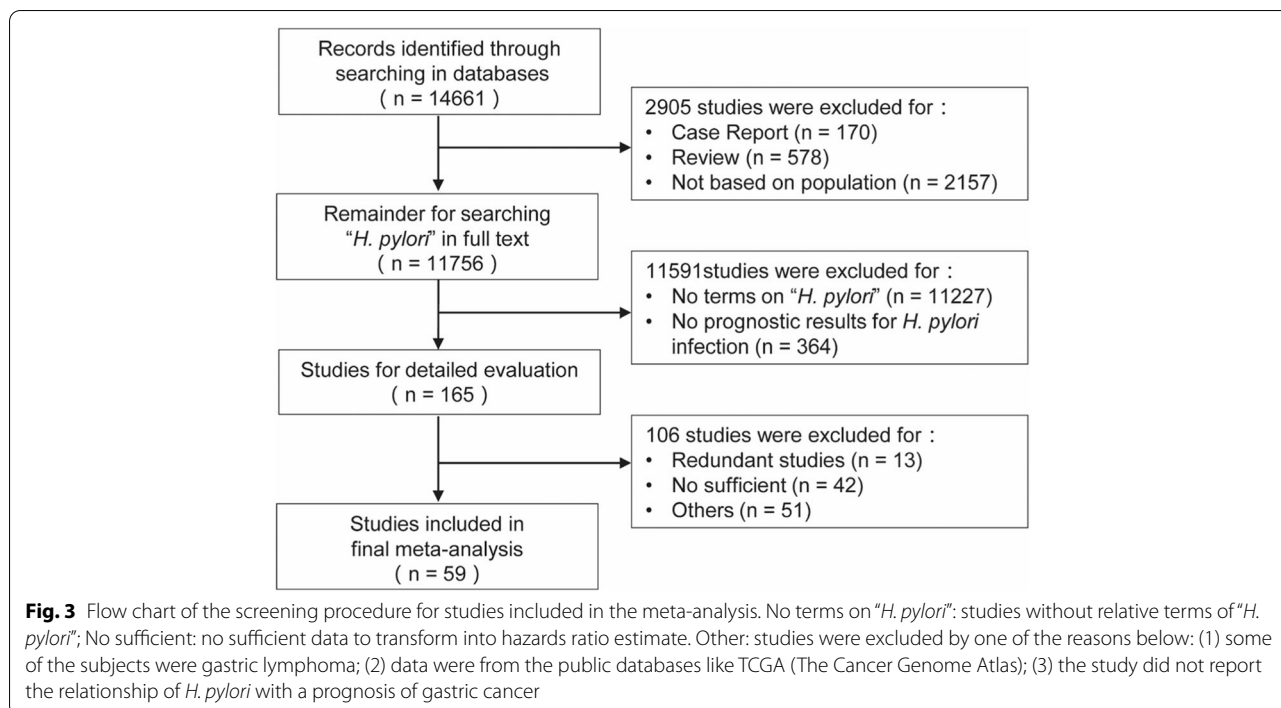 Records identified through
searching in databases
( n = 14661 )
2905 studies were excluded for :
• Case Report (n = 170)
• Review (n = 578)
• Not based on population (n = 2157)
Remainder for searching
“H. pylori” in full text
( n = 11756 )
11591studies were excluded for :
• No terms on “H. pylori” (n = 11227)
• No prognostic results for H. pylori
infection (n = 364)
Studies for detailed evaluation
( n = 165 )
106 studies were excluded for :
• Redundant studies (n = 13)
• No sufficient (n = 42)
• Others (n = 51)
Studies included in
final meta-analysis
( n = 59 )
Fig. 3 Flow chart of the screening procedure for studies included in the meta-analysis. No terms on “H. pylori”: studies without relative terms of “H.
pylori”; No sufficient: no sufficient data to transform into hazards ratio estimate. Other: studies were excluded by one of the reasons below: (1) some
of the subjects were gastric lymphoma; (2) data were from the public databases like TCGA (The Cancer Genome Atlas); (3) the study did not report
the relationship of H. pylori with a prognosis of gastric cancer